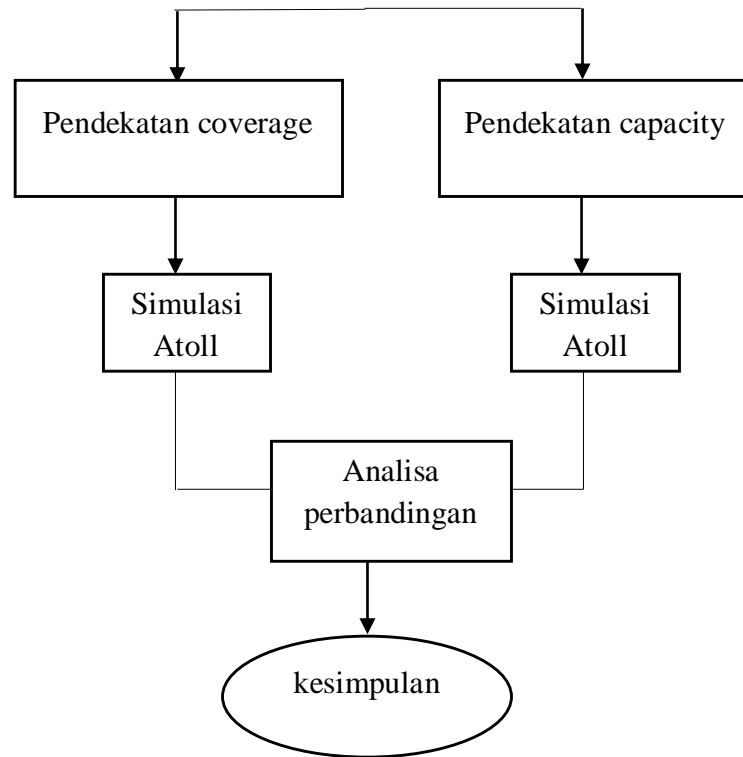 Pendekatan coverage
Pendekatan capacity
Simulasi
Atoll
Simulasi
Atoll
Analisa
perbandingan
kesimpulan